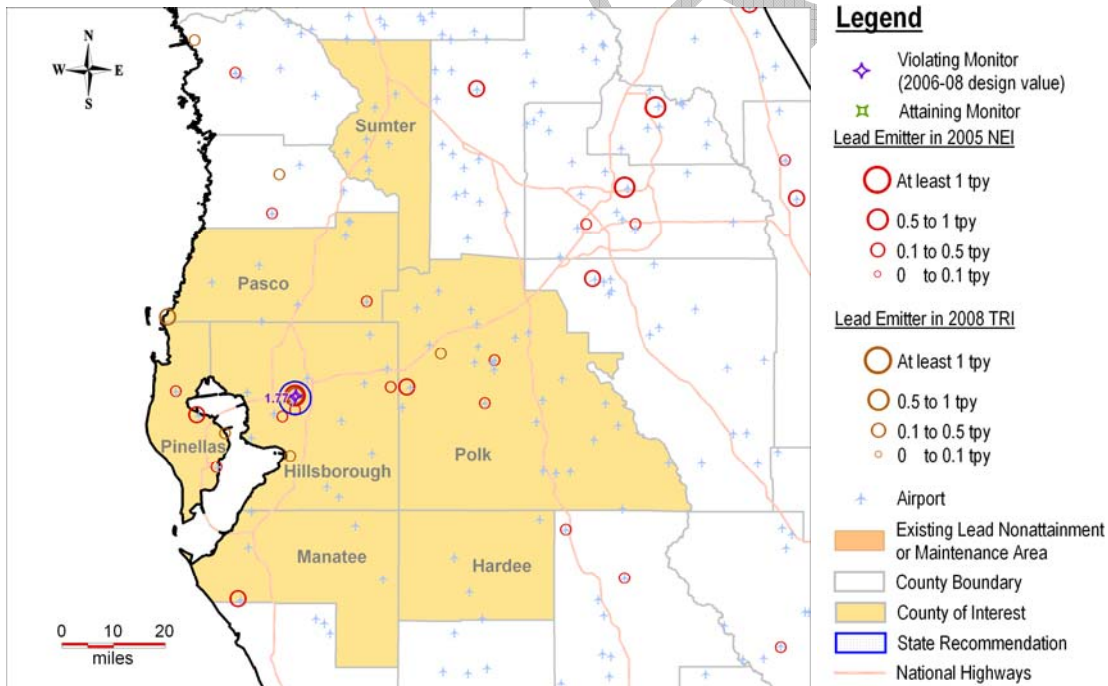 N
W E
S
Sumter
Pasco
1.77
Pinellas
Hillsborough
Polk
Manatee
Hardee
0 10 20
miles
Legend
Violating Monitor
(2006-08 design value)
Attaining Monitor
Lead Emitter in 2005 NEI
At least 1 tpy
0.5 to 1 tpy
0.1 to 0.5 tpy
0 to 0.1 tpy
Lead Emitter in 2008 TRI
At least 1 tpy
0.5 to 1 tpy
0.1 to 0.5 tpy
0 to 0.1 tpy
Airport
Existing Lead Nonattainment
or Maintenance Area
County Boundary
County of Interest
State Recommendation
National Highways